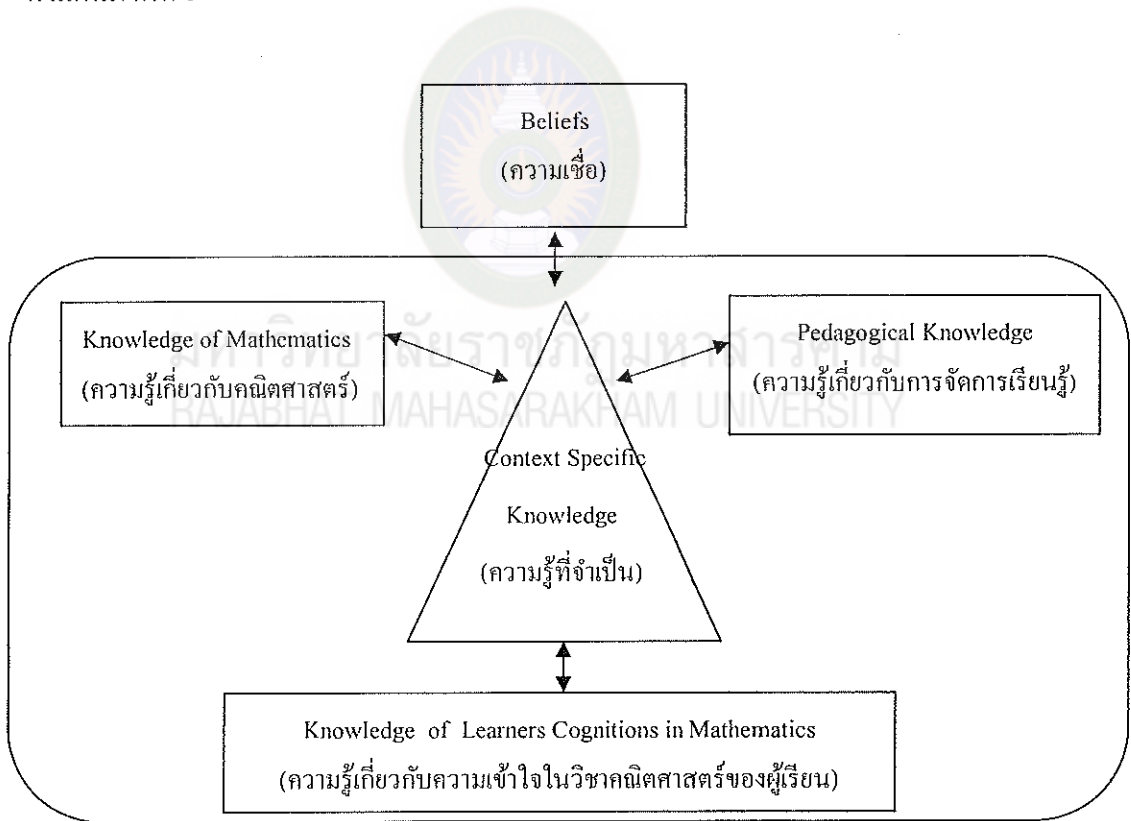 Beliefs
(ความเชื่อ)
Knowledge of Mathematics
(ความรู้เกี่ยวกับคณิตศาสตร์)
Pedagogical Knowledge
(ความรู้เกี่ยวกับการจัดการเรียนรู้)
มหาวิทยาลัยราชภัฏมหาสารคาม
RAJABHAT MAHASARAKHAM UNIVERSITY
Context Specific
Knowledge
(ความรู้ที่จำเป็น)
Knowledge of Learners Cognitions in Mathematics
(ความรู้เกี่ยวกับความเข้าใจในวิชาคณิตศาสตร์ของผู้เรียน)